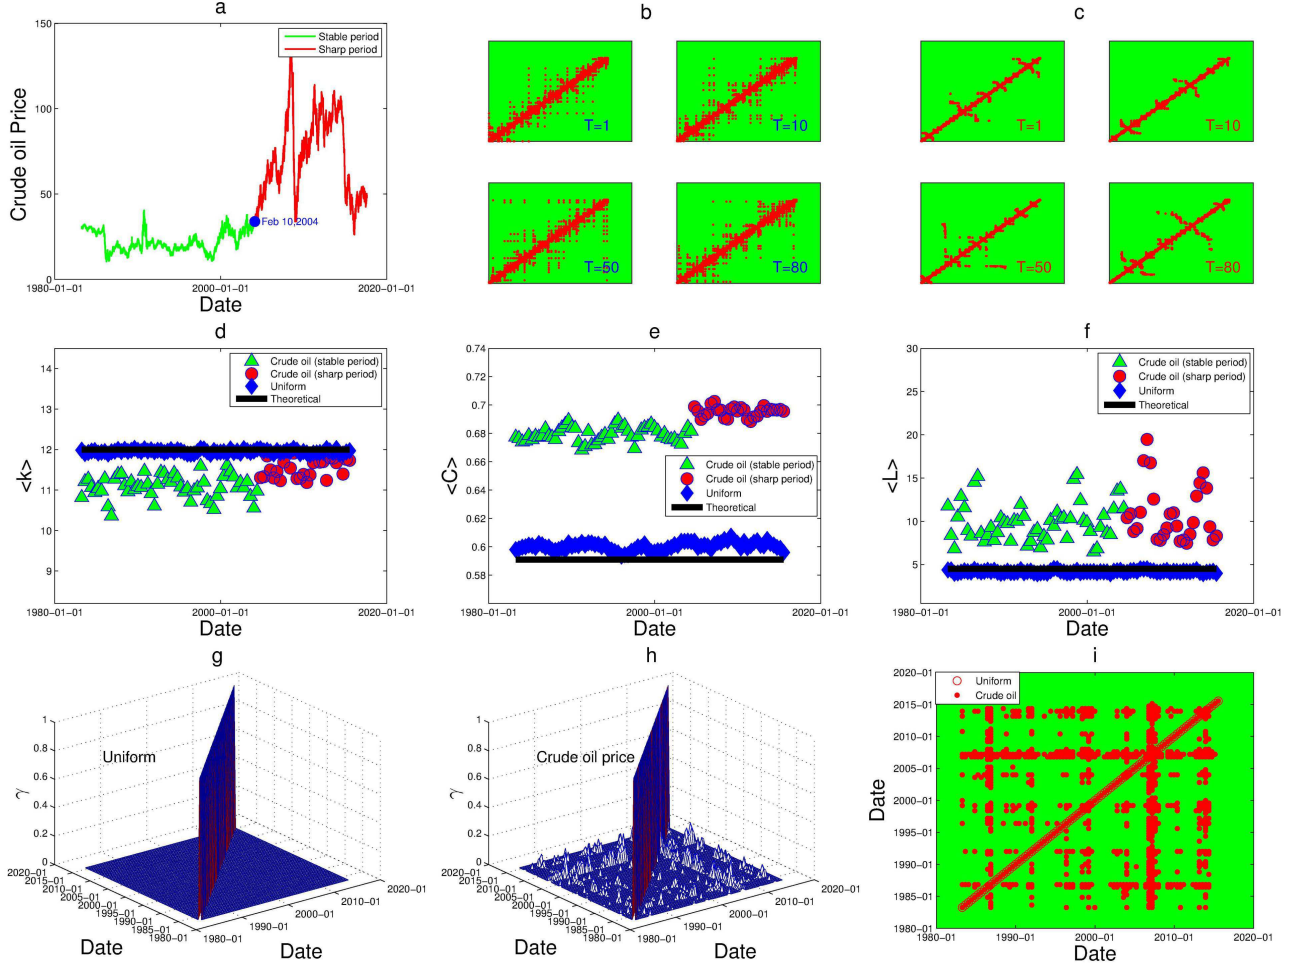 a
150
100
50
0
Crude oil Price
Stable period
Sharp period
Feb 10,2004
1980−01−01
2000−01−01
2020−01−01
Date
b
T=1
T=10
T=50
T=80
c
T=1
T=10
T=50
T=80
d
14
13
12
11
10
9
<k>
Crude oil (stable period)
Crude oil (sharp period)
Uniform
Theoretical
1980−01−01
2000−01−01
2020−01−01
Date
e
0.74
0.72
0.7
0.68
0.66
0.64
0.62
0.6
0.58
<C>
Crude oil (stable period)
Crude oil (sharp period)
Uniform
Theoretical
1980−01−01
2000−01−01
2020−01−01
Date
f
30
25
20
15
10
5
<L>
Crude oil (stable period)
Crude oil (sharp period)
Uniform
Theoretical
1980−01−01
2000−01−01
2020−01−01
Date
g
1
0.8
0.6
0.4
0.2
0
γ
Uniform
2020−01
2015−01
2010−01
2005−01
2000−01
1995−01
1990−01
1985−01
1980−01
Date
1980−01
1990−01
2000−01
2010−01
2020−01
Date
h
1
0.8
0.6
0.4
0.2
0
γ
Crude oil price
2020−01
2015−01
2010−01
2005−01
2000−01
1995−01
1990−01
1985−01
1980−01
Date
1980−01
1990−01
2000−01
2010−01
2020−01
Date
i
2020−01
2015−01
2010−01
2005−01
2000−01
1995−01
1990−01
1985−01
1980−01
Date
Uniform
Crude oil
1980−01
1990−01
2000−01
2010−01
2020−01
Date